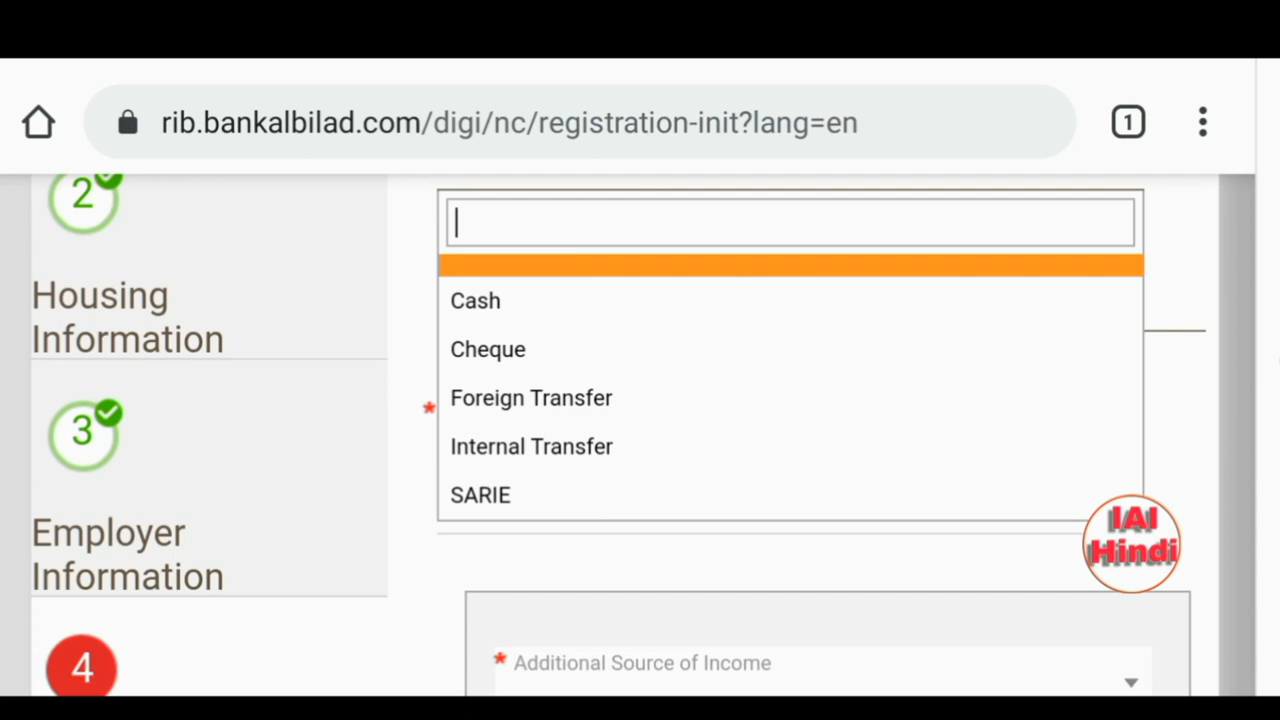 rib.bankalbilad.com/digi/nc/registration-init?lang=en
1
2
Housing
Information
3
Employer
Information
4
Cash
Cheque
* Foreign Transfer
Internal Transfer
SARIE
IAI
Hindi
* Additional Source of Income